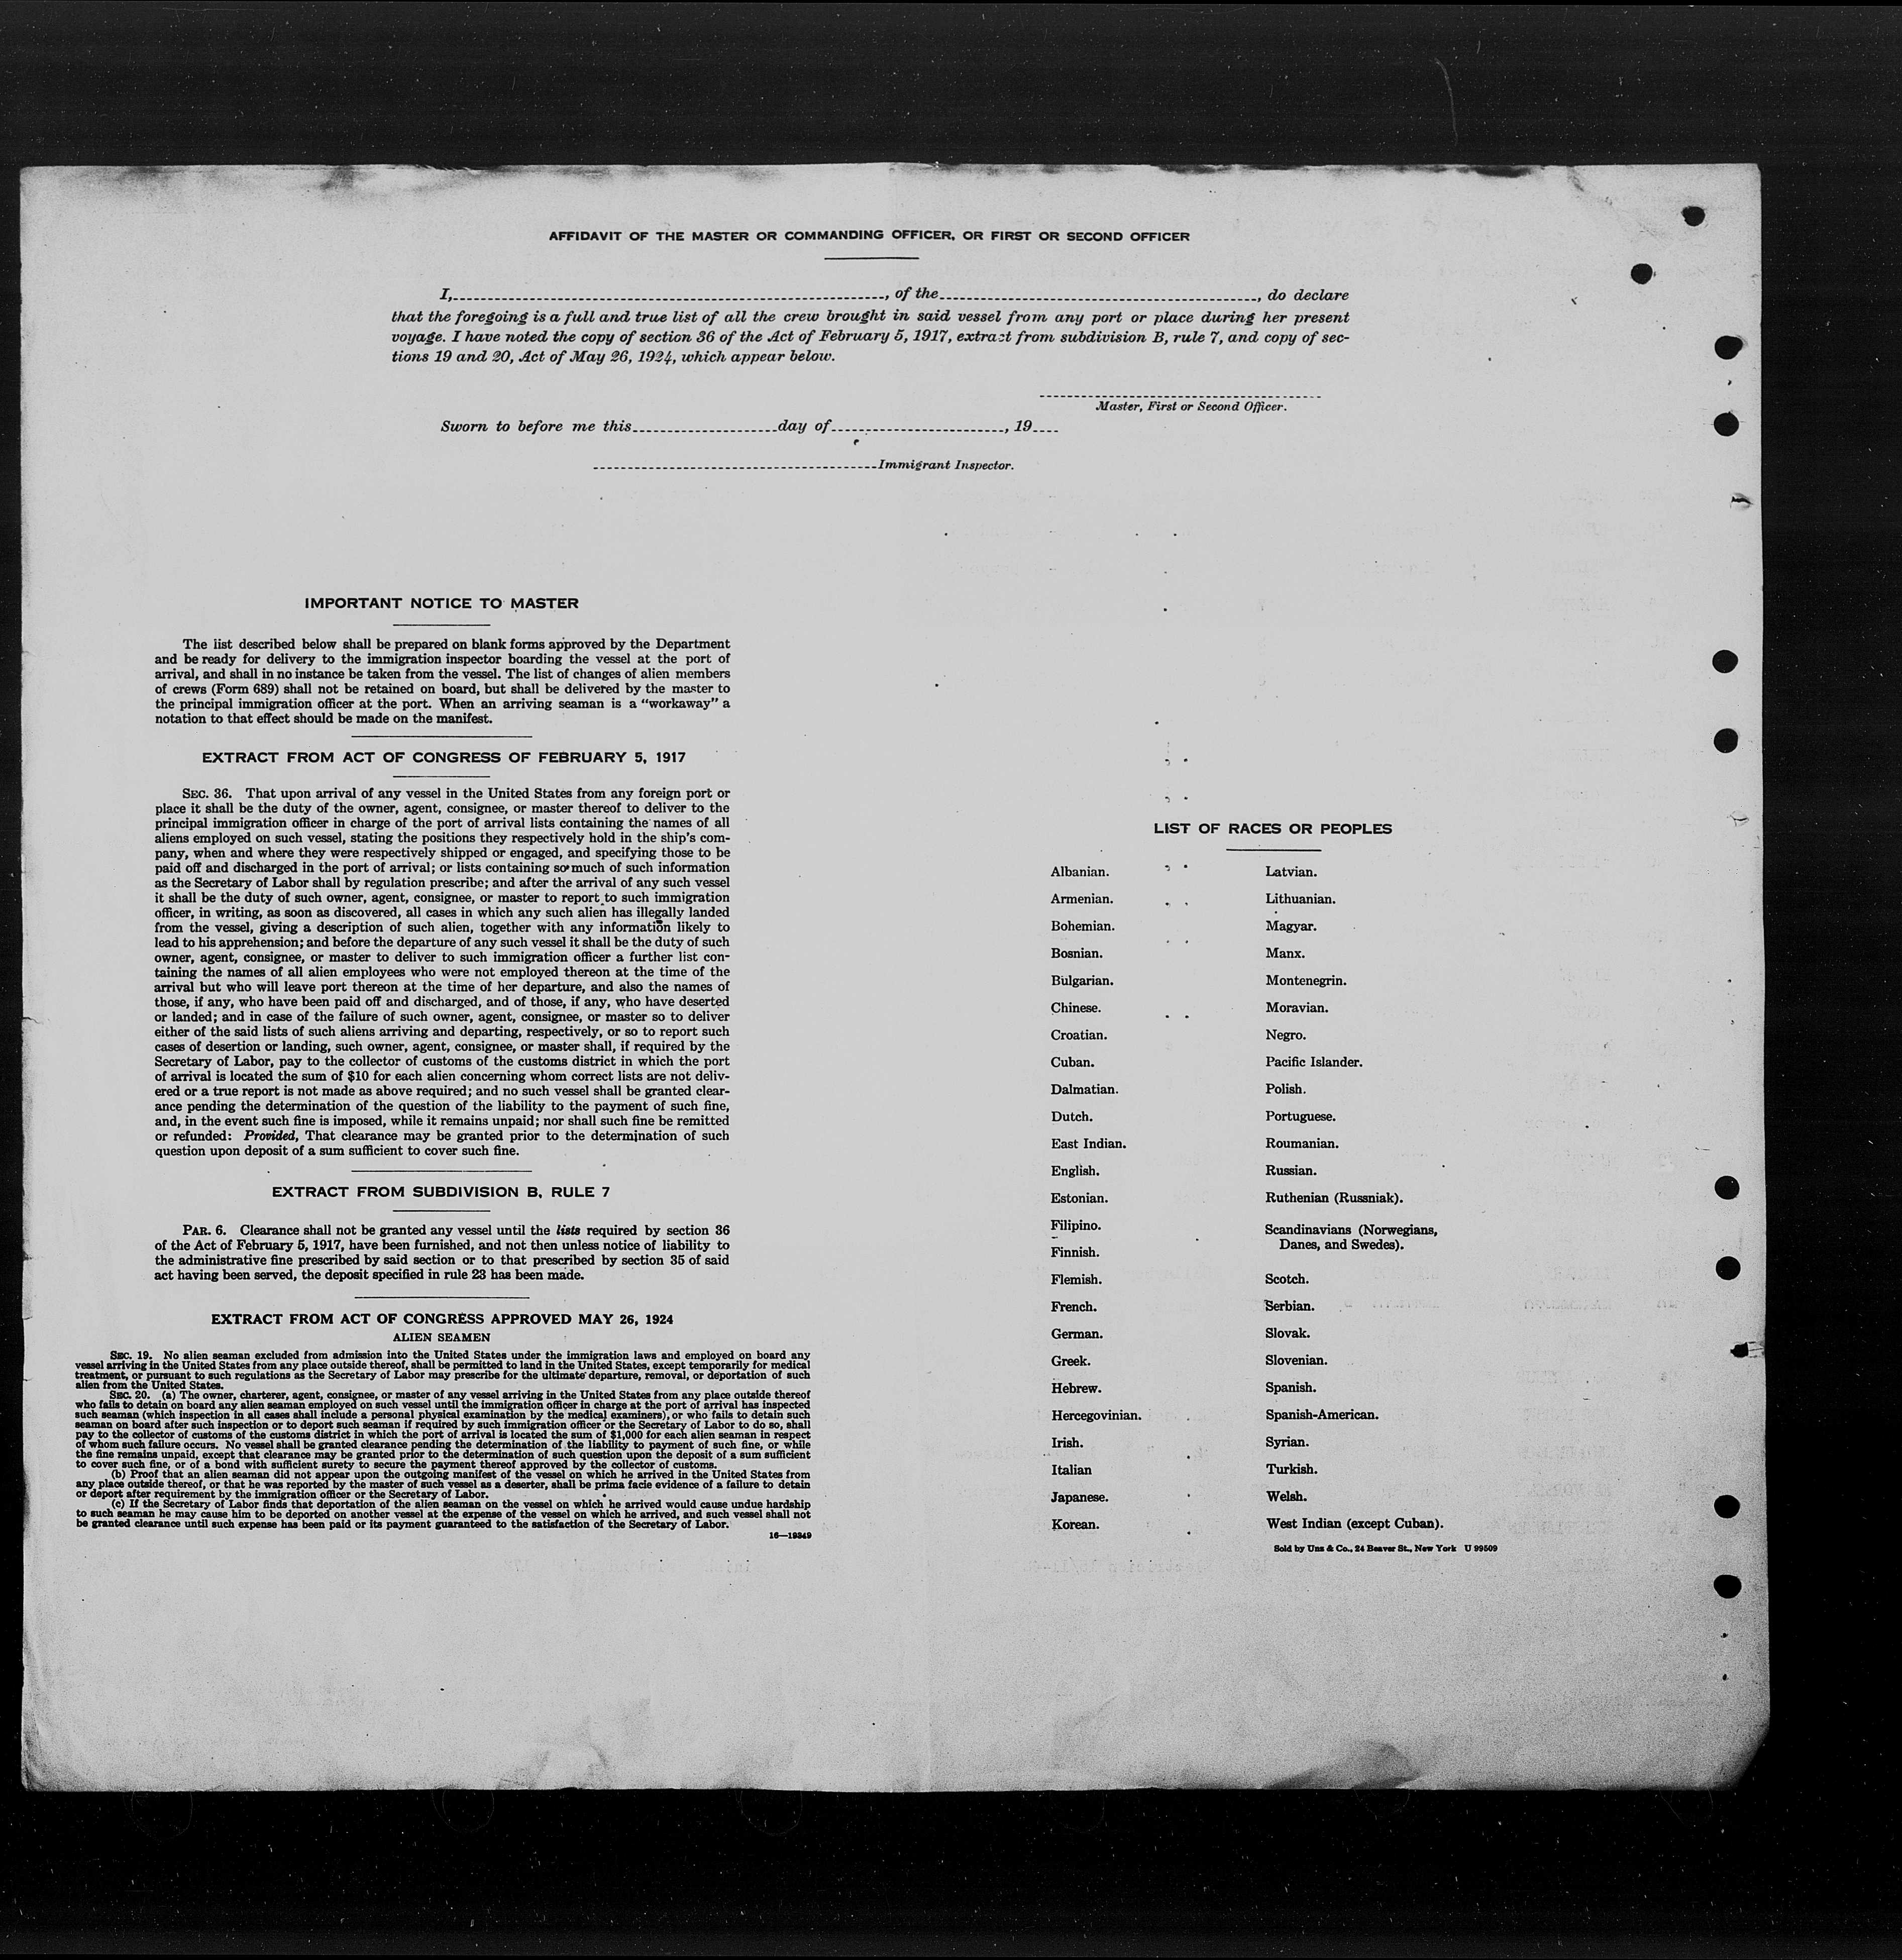 AFFIDAVIT OF THE MASTER OR COMMANDING OFFICER, OR FIRST OR SECOND OFFICER
I, , of the , do declare
that the foregoing is a full and true list of all the crew brought in said vessel from any port or place during her present
voyage. I have noted the copy of section 36 of the Act of February 5, 1917, extract from subdivision B, rule 7, and copy of sec-
tions 19 and 20, Act of May 26, 1924, which appear below.
Master, First or Second Officer.
Sworn to before me this day of , 19
Immigrant Inspector.
IMPORTANT NOTICE TO MASTER
The list described below shall be prepared on blank forms approved by the Department
and be ready for delivery to the immigration inspector boarding the vessel at the port of
arrival, and shall in no instance be taken from the vessel. The list of changes of alien members
of crews (Form 689) shall not be retained on board, but shall be delivered by the master to
the principal immigration officer at the port. When an arriving seaman is a "workaway" a
notation to that effect should be made on the manifest.
EXTRACT FROM ACT OF CONGRESS OF FEBRUARY 5, 1917
SEC. 36. That upon arrival of any vessel in the United States from any foreign port or
place it shall be the duty of the owner, agent, consignee, or master thereof to deliver to the
principal immigration officer in charge of the port of arrival lists containing the names of all
aliens employed on such vessel, stating the positions they respectively hold in the ship's com-
pany, when and where they were respectively shipped or engaged, and specifying those to be
paid off and discharged in the port of arrival; or lists containing so much of such information
as the Secretary of Labor shall by regulation prescribe; and after the arrival of any such vessel
it shall be the duty of such owner, agent, consignee, or master to report to such immigration
officer, in writing, as soon as discovered, all cases in which any such alien has illegally landed
from the vessel, giving a description of such alien, together with any information likely to
lead to his apprehension; and before the departure of any such vessel it shall be the duty of such
owner, agent, consignee, or master to deliver to such immigration officer a further list con-
taining the names of all alien employees who were not employed thereon at the time of the
arrival but who will leave port thereon at the time of her departure, and also the names of
those, if any, who have been paid off and discharged, and of those, if any, who have deserted
or landed; and in case of the failure of such owner, agent, consignee, or master so to deliver
either of the said lists of such aliens arriving and departing, respectively, or so to report such
cases of desertion or landing, such owner, agent, consignee, or master shall, if required by the
Secretary of Labor, pay to the collector of customs of the customs district in which the port
of arrival is located the sum of $10 for each alien concerning whom correct lists are not deliv-
ered or a true report is not made as above required; and no such vessel shall be granted clear-
ance pending the determination of the question of the liability to the payment of such fine,
and, in the event such fine is imposed, while it remains unpaid; nor shall such fine be remitted
or refunded: Provided, That clearance may be granted prior to the determination of such
question upon deposit of a sum sufficient to cover such fine.
EXTRACT FROM SUBDIVISION B, RULE 7
PAR. 6. Clearance shall not be granted any vessel until the lists required by section 36
of the Act of February 5, 1917, have been furnished, and not then unless notice of liability to
the administrative fine prescribed by said section or to that prescribed by section 35 of said
act having been served, the deposit specified in rule 23 has been made.
EXTRACT FROM ACT OF CONGRESS APPROVED MAY 26, 1924
ALIEN SEAMEN
SEC. 19. No alien seaman excluded from admission into the United States under the immigration laws and employed on board any
vessel arriving in the United States from any place outside thereof, shall be permitted to land in the United States, except temporarily for medical
treatment, or pursuant to such regulations as the Secretary of Labor may prescribe for the ultimate departure, removal, or deportation of such
alien from the United States.
SEC. 20. (a) The owner, charterer, agent, consignee, or master of any vessel arriving in the United States from any place outside thereof
who fails to detain on board any alien seaman employed on such vessel until the immigration officer in charge at the port of arrival has inspected
such seaman (which inspection in all cases shall include a personal physical examination by the medical examiners), or who fails to detain such
seaman on board after such inspection or to deport such seaman if required by such immigration officer or the Secretary of Labor to do so, shall
pay to the collector of customs of the customs district in which the port of arrival is located the sum of $1,000 for each alien seaman in respect
of whom such failure occurs. No vessel shall be granted clearance pending the determination of the liability to payment of such fine, or while
the fine remains unpaid, except that clearance may be granted prior to the determination of such question upon the deposit of a sum sufficient
to cover such fine, or of a bond with sufficient surety to secure the payment thereof approved by the collector of customs.
(b) Proof that an alien seaman did not appear upon the outgoing manifest of the vessel on which he arrived in the United States from
any place outside thereof, or that he was reported by the master of such vessel as a deserter, shall be prima facie evidence of a failure to detain
or deport after requirement by the immigration officer or the Secretary of Labor.
(c) If the Secretary of Labor finds that deportation of the alien seaman on the vessel on which he arrived would cause undue hardship
to such seaman he may cause him to be deported on another vessel at the expense of the vessel on which he arrived, and such vessel shall not
be granted clearance until such expense has been paid or its payment guaranteed to the satisfaction of the Secretary of Labor.
16—19349
LIST OF RACES OR PEOPLES
Albanian.
Armenian.
Bohemian.
Bosnian.
Bulgarian.
Chinese.
Croatian.
Cuban.
Dalmatian.
Dutch.
East Indian.
English.
Estonian.
Filipino.
Finnish.
Flemish.
French.
German.
Greek.
Hebrew.
Hercegovinian.
Irish.
Italian
Japanese.
Korean.
Latvian.
Lithuanian.
Magyar.
Manx.
Montenegrin.
Moravian.
Negro.
Pacific Islander.
Polish.
Portuguese.
Roumanian.
Russian.
Ruthenian (Russniak).
Scandinavians (Norwegians,
Danes, and Swedes).
Scotch.
Serbian.
Slovak.
Slovenian.
Spanish.
Spanish-American.
Syrian.
Turkish.
Welsh.
West Indian (except Cuban).
Sold by Unz & Co., 24 Beaver St., New York U 99509